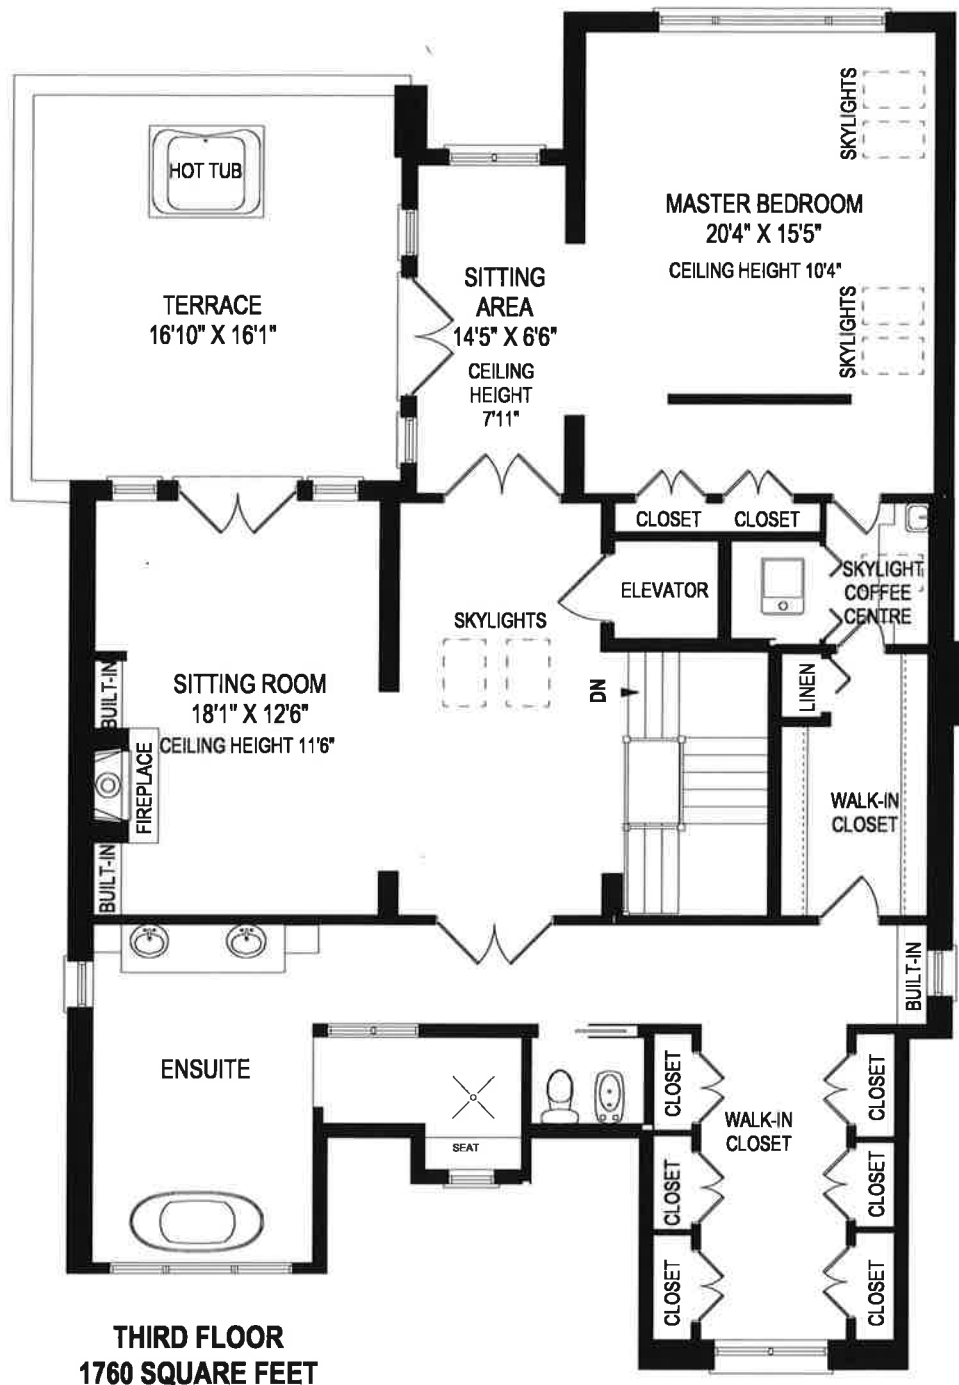 SKYLIGHTS
HOT TUB
MASTER BEDROOM
20'4" X 15'5"
CEILING HEIGHT 10'4"
SKYLIGHTS
TERRACE
16'10" X 16'1"
SITTING
AREA
14'5" X 6'6"
CEILING
HEIGHT
7'11"
CLOSET
CLOSET
ELEVATOR
SKYLIGHT
COFFEE
CENTRE
SKYLIGHTS
SITTING ROOM
18'1" X 12'6"
CEILING HEIGHT 11'6"
BUILT-IN
FIREPLACE
BUILT-IN
DN
LINEN
WALK-IN
CLOSET
BUILT-IN
ENSUITE
SEAT
WALK-IN
CLOSET
CLOSET
CLOSET
CLOSET
CLOSET
CLOSET
CLOSET
THIRD FLOOR
1760 SQUARE FEET